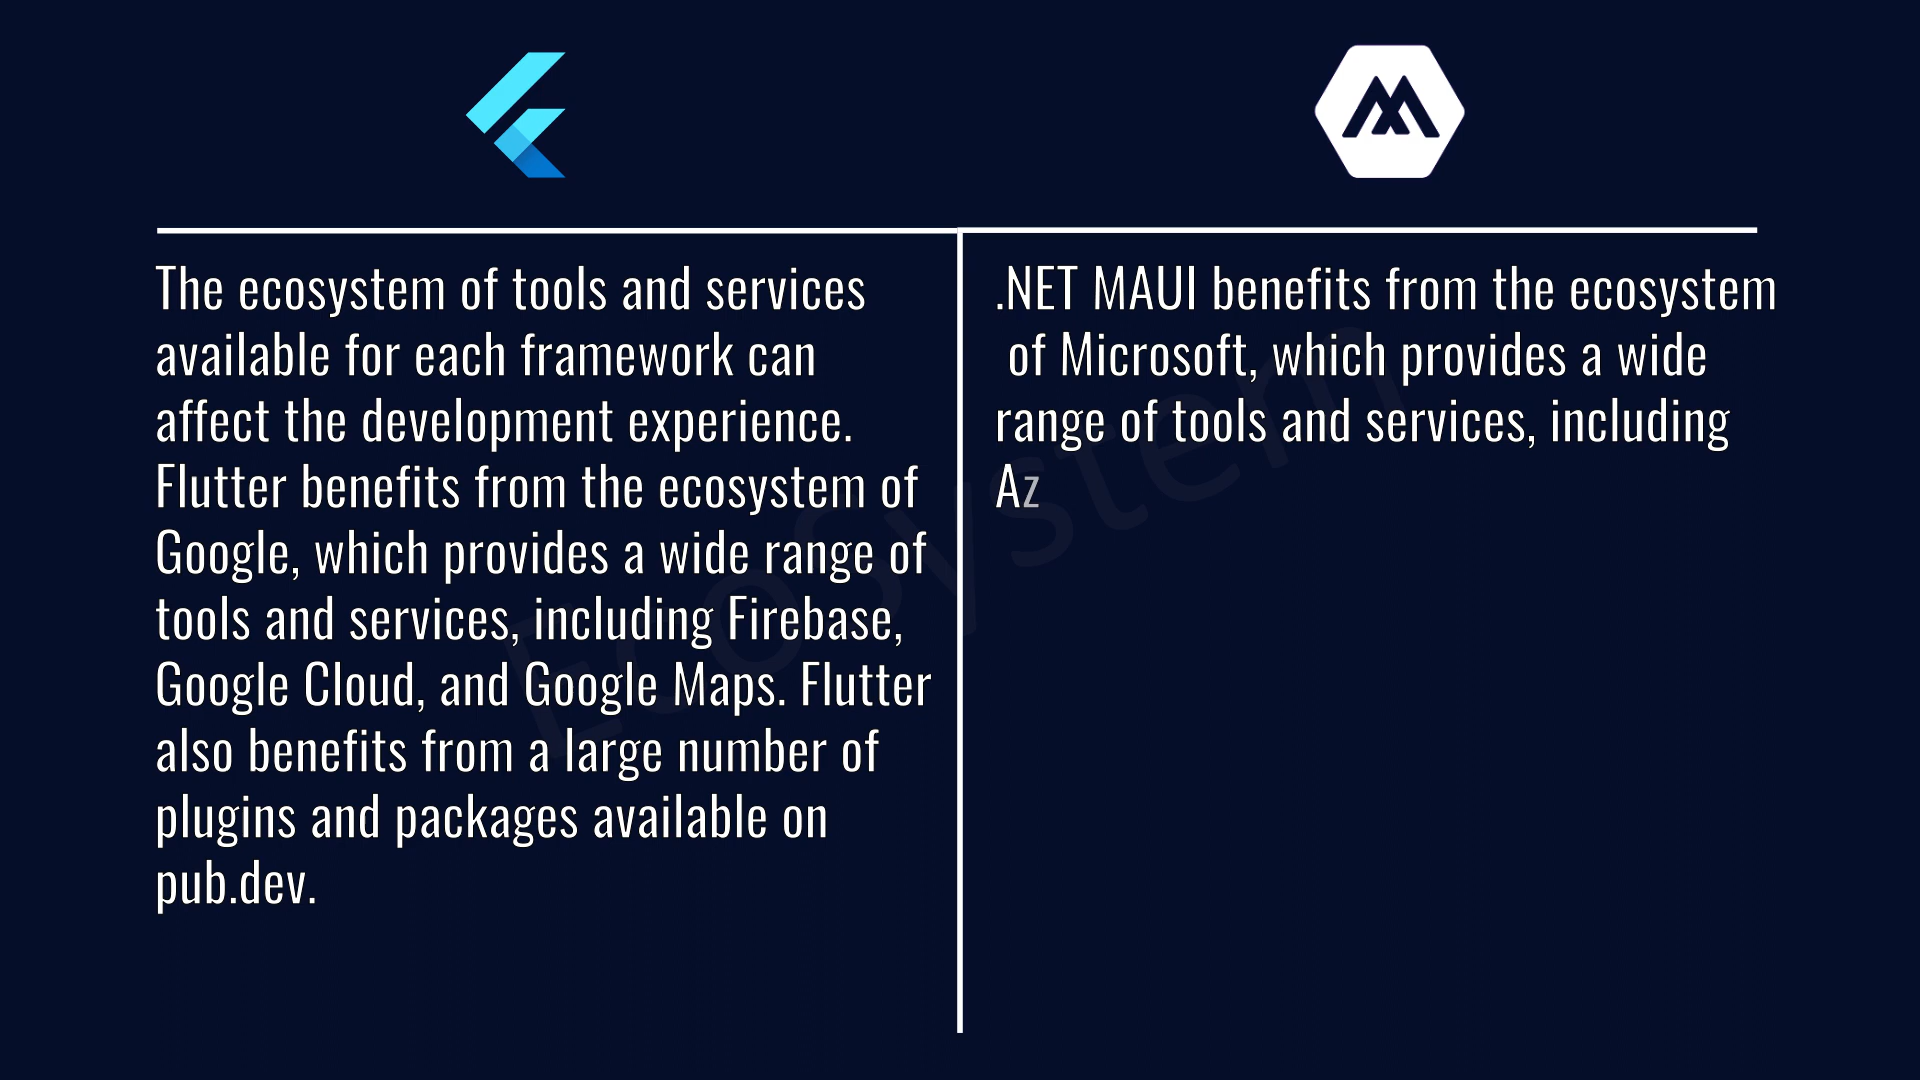 The ecosystem of tools and services
available for each framework can
affect the development experience.
Flutter benefits from the ecosystem of
Google, which provides a wide range of
tools and services, including Firebase,
Google Cloud, and Google Maps. Flutter
also benefits from a large number of
plugins and packages available on
pub.dev.
.NET MAUI benefits from the ecosystem
of Microsoft, which provides a wide
range of tools and services, including
Az
EcoSystem